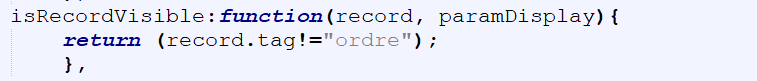 isRecordVisible:function(record, paramDisplay){
    return (record.tag!="ordre");
    },